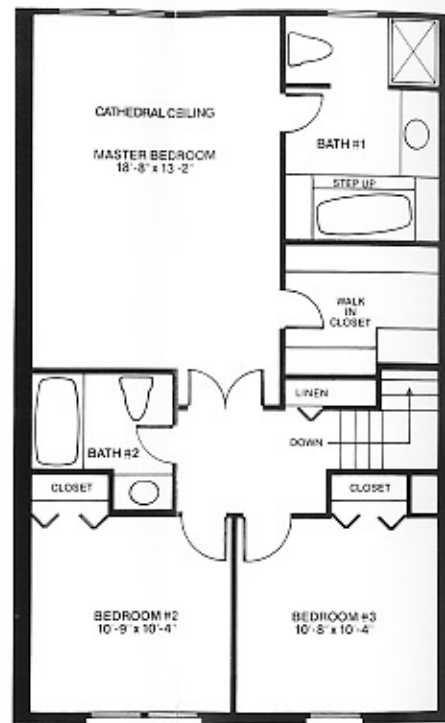 CATHEDRAL CEILING
MASTER BEDROOM
18'-8" x 13'-2"
BATH #1
STEP UP
WALK
IN
CLOSET
LINEN
DOWN
BATH #2
CLOSET
CLOSET
BEDROOM #2
10'-9" x 10'-4"
BEDROOM #3
10'-8" x 10'-4"